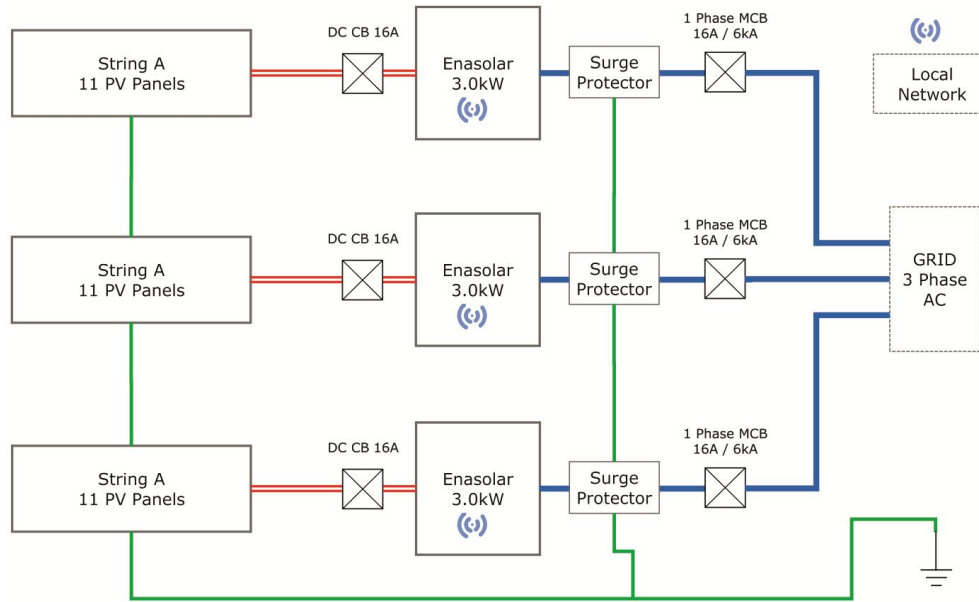 String A
11 PV Panels
DC CB 16A
Enasolar
3.0kW
Surge
Protector
1 Phase MCB
16A / 6kA
Local
Network
String A
11 PV Panels
DC CB 16A
Enasolar
3.0kW
Surge
Protector
1 Phase MCB
16A / 6kA
GRID
3 Phase
AC
String A
11 PV Panels
DC CB 16A
Enasolar
3.0kW
Surge
Protector
1 Phase MCB
16A / 6kA